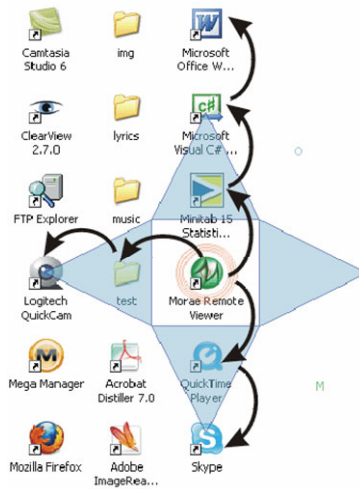 Camtasia
Studio 6
img
Microsoft
Office W...
ClearView
2.7.0
lyrics
C#
Microsoft
Visual C# ...
FTP Explorer
music
Minitab 15
Statisti...
Logitech
QuickCam
test
Morae Remote
Viewer
Mega Manager
Acrobat
Distiller 7.0
QuickTime
Player
M
Mozilla Firefox
Adobe
ImageRea...
Skype